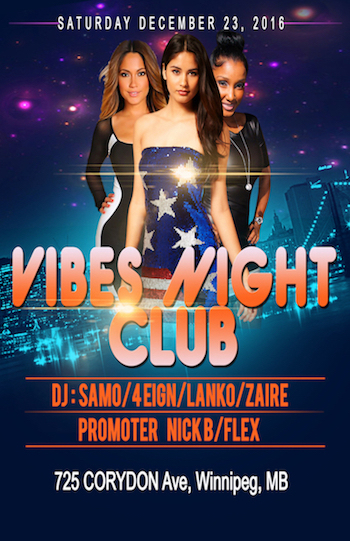 SATURDAY DECEMBER 23, 2016
VIBES NIGHT
CLUB
DJ : SAMO/4EIGN/LANKO/ZAIRE
PROMOTER NICK B/FLEX
725 CORYDON Ave, Winnipeg, MB